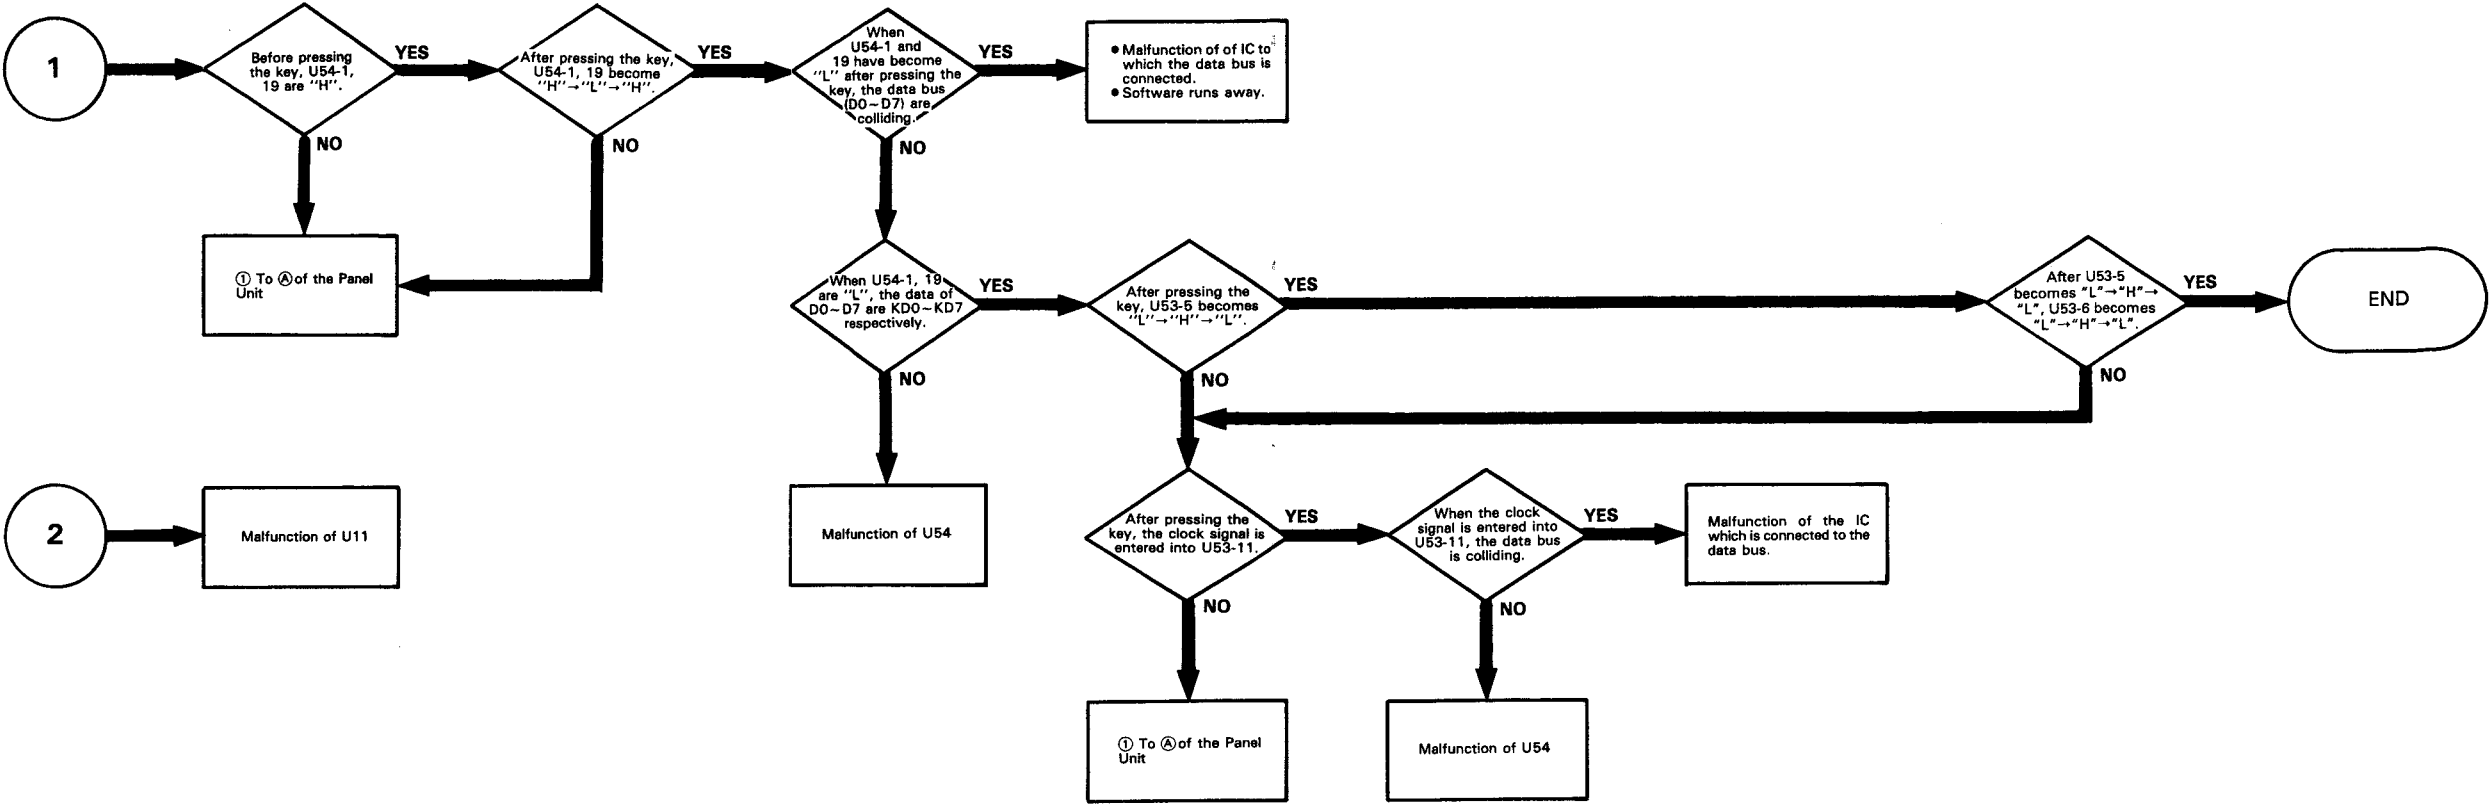 1
Before pressing
the key, U54-1,
19 are "H".
YES
NO
After pressing the key,
U54-1, 19 become
"H"→"L"→"H".
YES
NO
When
U54-1 and
19 have become
"L" after pressing the
key, the data bus
(D0~D7) are
colliding.
YES
NO
● Malfunction of of IC to
which the data bus is
connected.
● Software runs away.
① To Ⓐ of the Panel
Unit
When U54-1, 19
are "L", the data of
D0~D7 are KD0~KD7
respectively.
YES
NO
After pressing the
key, U53-5 becomes
"L"→"H"→"L".
YES
NO
After U53-5
becomes "L"→"H"→
"L", U53-6 becomes
"L"→"H"→"L".
YES
NO
END
2
Malfunction of U11
Malfunction of U54
After pressing the
key, the clock signal is
entered into U53-11.
YES
NO
When the clock
signal is entered into
U53-11, the data bus
is colliding.
YES
NO
Malfunction of the IC
which is connected to the
data bus.
① To Ⓐ of the Panel
Unit
Malfunction of U54